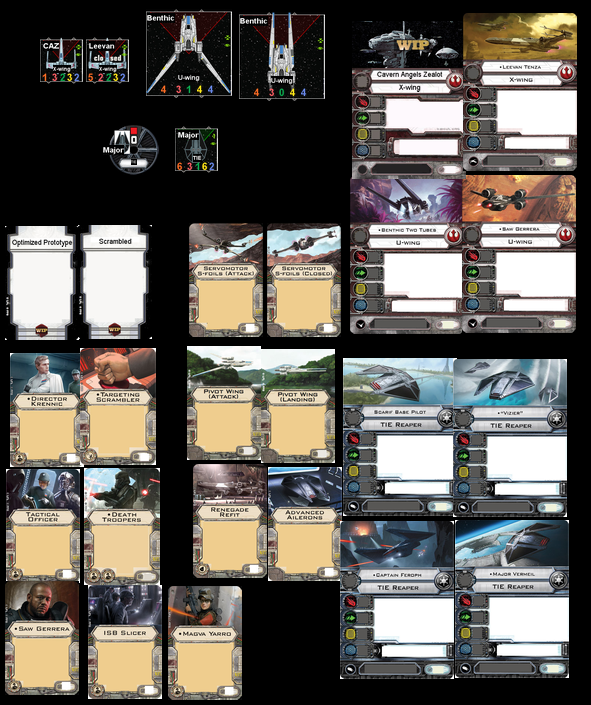 CAZ
X-wing
1 3 2 3 2
Leevan
clo sed
X-wing
5 2 2 3 2
Benthic
U-wing
4 3 1 4 4
Benthic
U-wing
4 3 0 4 4
Major
Major
TIE
6 3 1 6 2
WIP
Cavern Angels Zealot
X-wing
•Leevan Tenza
X-wing
•Benthic Two Tubes
U-wing
•Saw Gerrera
U-wing
Optimized Prototype
WIP
Scrambled
WIP
Servomotor
S-foils (Attack)
Servomotor
S-foils (Closed)
•Director
Krennic
•Targeting
Scrambler
Pivot Wing
(Attack)
Pivot Wing
(Landing)
Tactical
Officer
•Death
Troopers
Renegade
Refit
Advanced
Ailerons
•Saw Gerrera
ISB Slicer
•Magva Yarro
Scarif Base Pilot
TIE Reaper
•"Vizier"
TIE Reaper
•Captain Feroph
TIE Reaper
•Major Vermeil
TIE Reaper